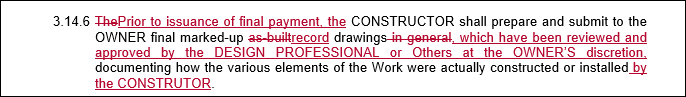 3.14.6 ThePrior to issuance of final payment, the CONSTRUCTOR shall prepare and submit to the
OWNER final marked-up as-builtrecord drawings in general, which have been reviewed and
approved by the DESIGN PROFESSIONAL or Others at the OWNER'S discretion,
documenting how the various elements of the Work were actually constructed or installed by
the CONSTRUTOR.